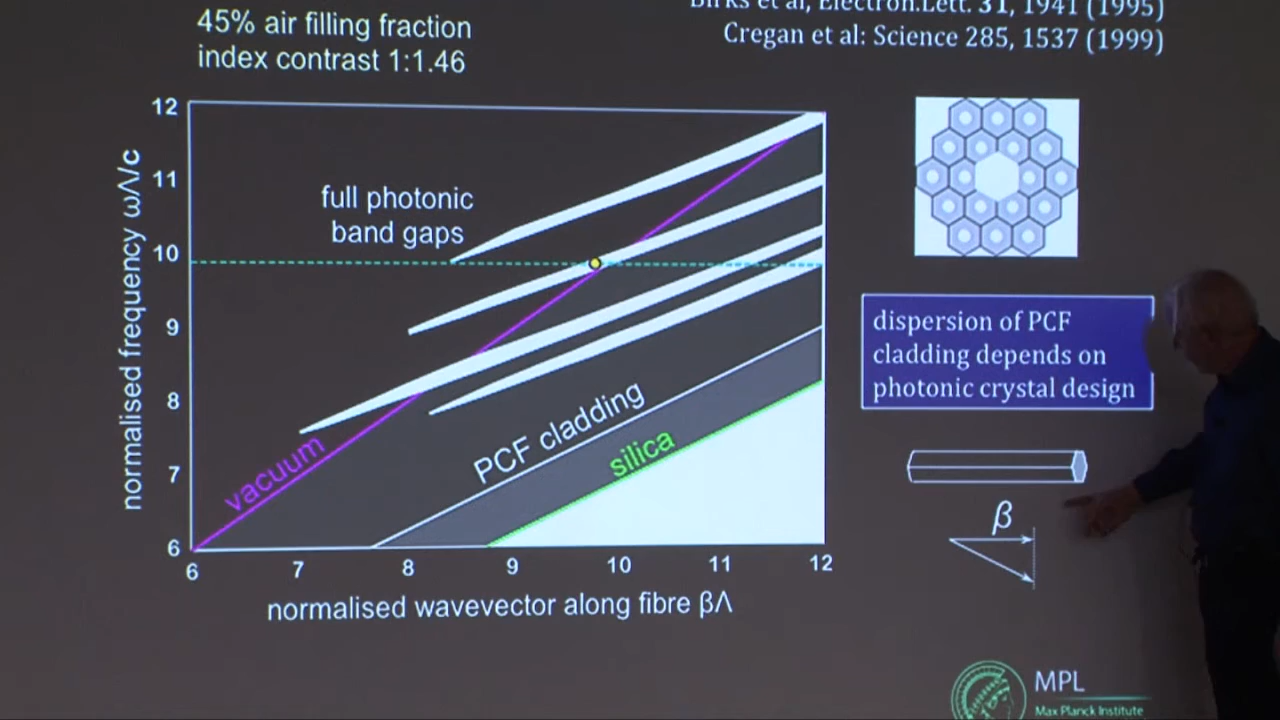 45% air filling fraction
index contrast 1:1.46
Birks et al, Electron.Lett. 31, 1941 (1995)
Cregan et al: Science 285, 1537 (1999)
12
11
10
9
8
7
6
normalised frequency ωΛ/c
full photonic
band gaps
vacuum
PCF cladding
silica
6 7 8 9 10 11 12
normalised wavevector along fibre βΛ
dispersion of PCF
cladding depends on
photonic crystal design
β
MPL
Max Planck Institute